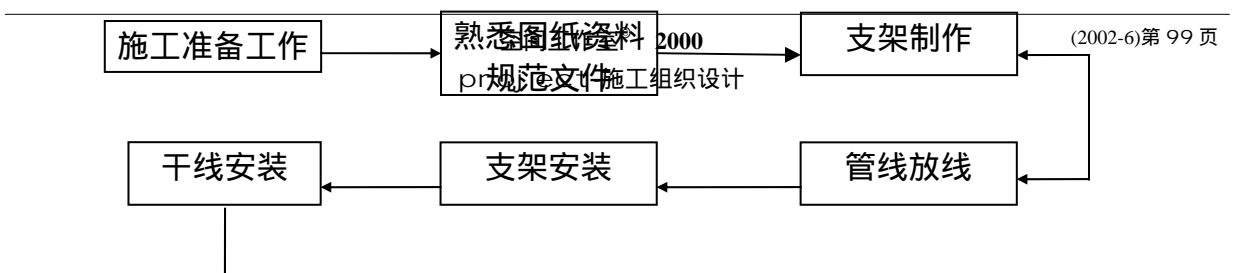 施工准备工作
熟悉图纸资料
规范文件
2000
project 施工组织设计
支架制作
(2002-6)第 99 页
干线安装
支架安装
管线放线